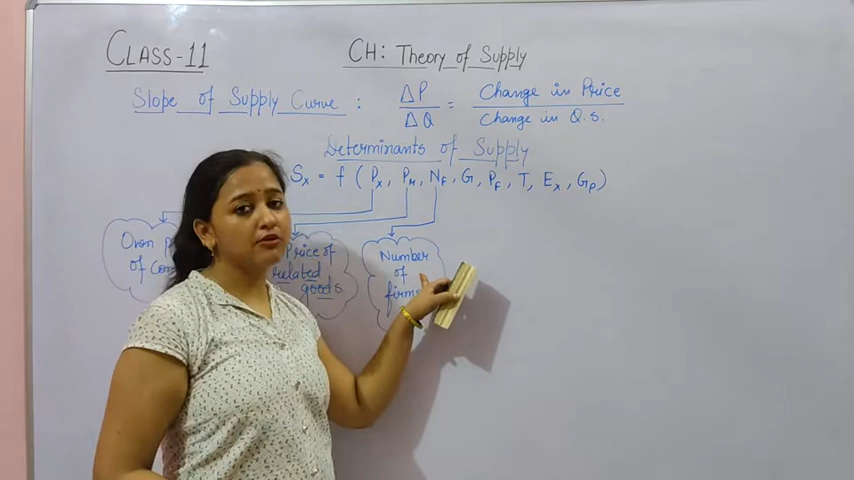 CLASS-11
CH: Theory of Supply
Slope of Supply Curve : ΔP/ΔQ = Change in Price/Change in Q.S.
Determinants of Supply
Sx = f (Px, PR, NF, G, PF, T, Ex, GP)
Own
of
Price of
related
goods
Number
of
firms